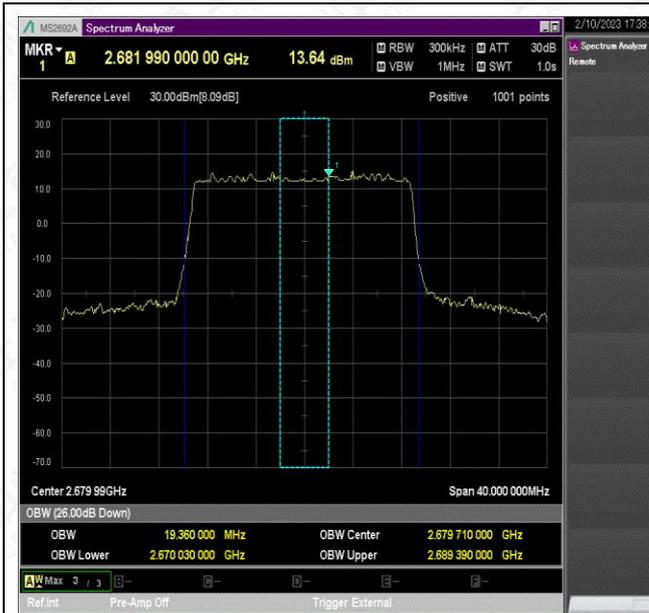 MS2692A Spectrum Analyzer 2/10/2023 17:38
MKR 1 A 2.681 990 000 00 GHz 13.64 dBm M RBW 300kHz M ATT 30dB
M VBW 1MHz M SWT 1.0s
Spectrum Analyzer
Remote
Reference Level 30.00dBm[8.09dB] Positive 1001 points
30.0
20.0
10.0
0.0
-10.0
-20.0
-30.0
-40.0
-50.0
-60.0
-70.0
1
Center 2.679 99GHz Span 40.000 000MHz
OBW (26.00dB Down)
OBW 19.360 000 MHz OBW Center 2.679 710 000 GHz
OBW Lower 2.670 030 000 GHz OBW Upper 2.689 390 000 GHz
A W Max 3 / 3 B- C- D- E- F-
Ref.Int Pre-Amp Off Trigger External